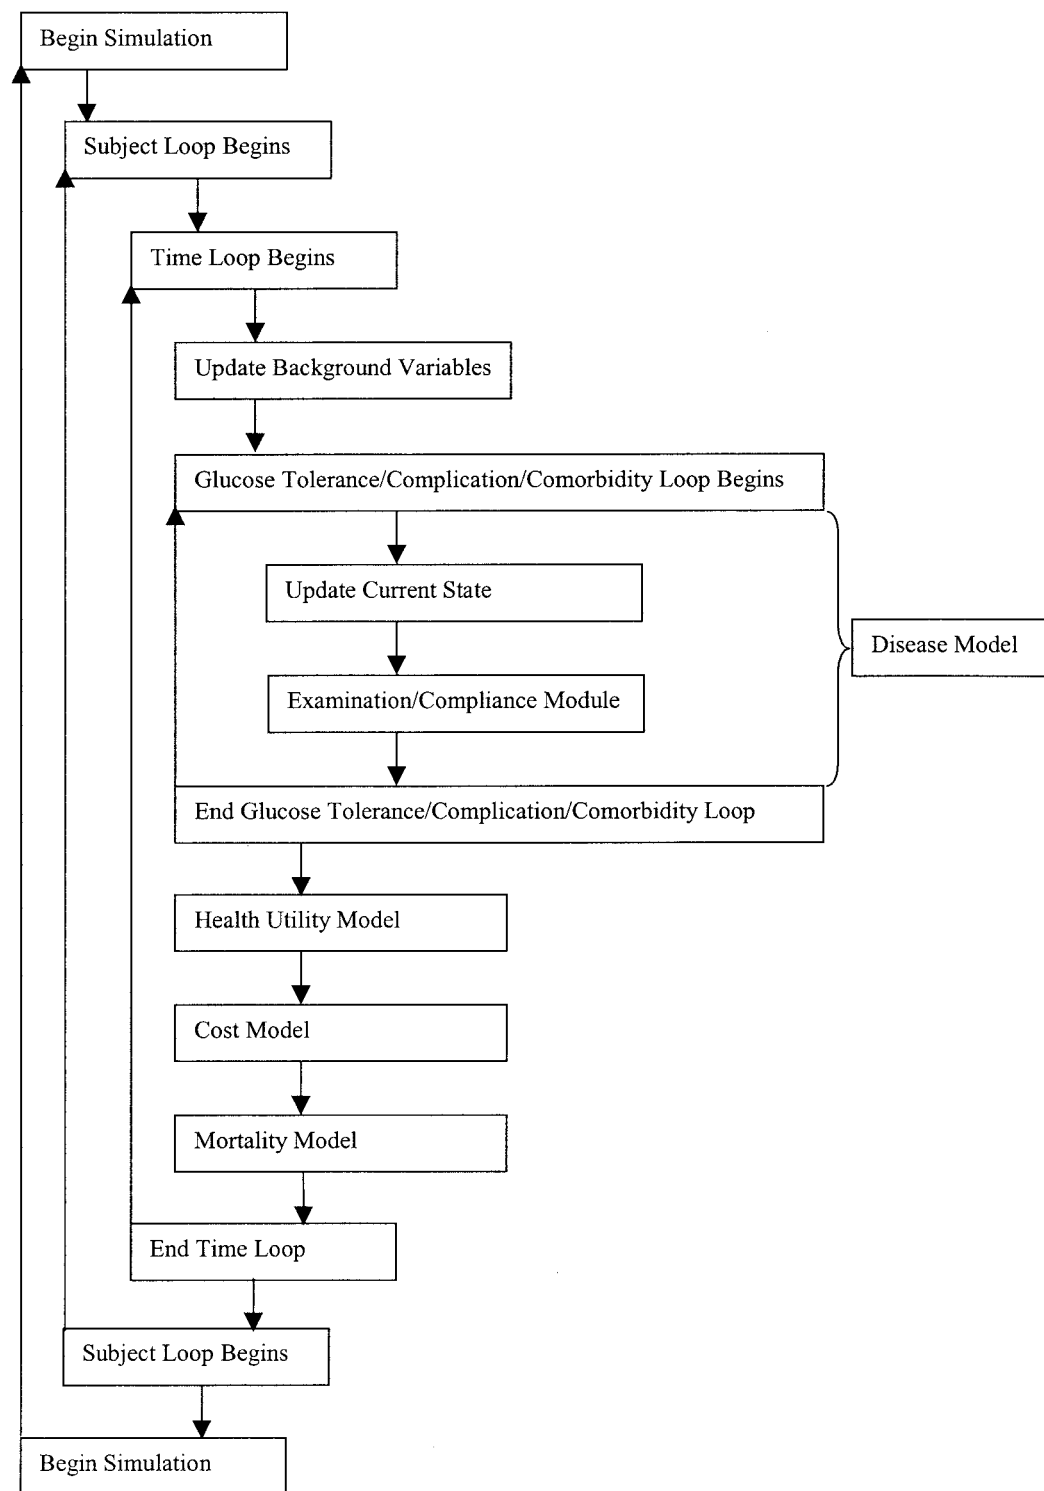 Begin Simulation
Subject Loop Begins
Time Loop Begins
Update Background Variables
Glucose Tolerance/Complication/Comorbidity Loop Begins
Update Current State
Disease Model
Examination/Compliance Module
End Glucose Tolerance/Complication/Comorbidity Loop
Health Utility Model
Cost Model
Mortality Model
End Time Loop
Subject Loop Begins
Begin Simulation